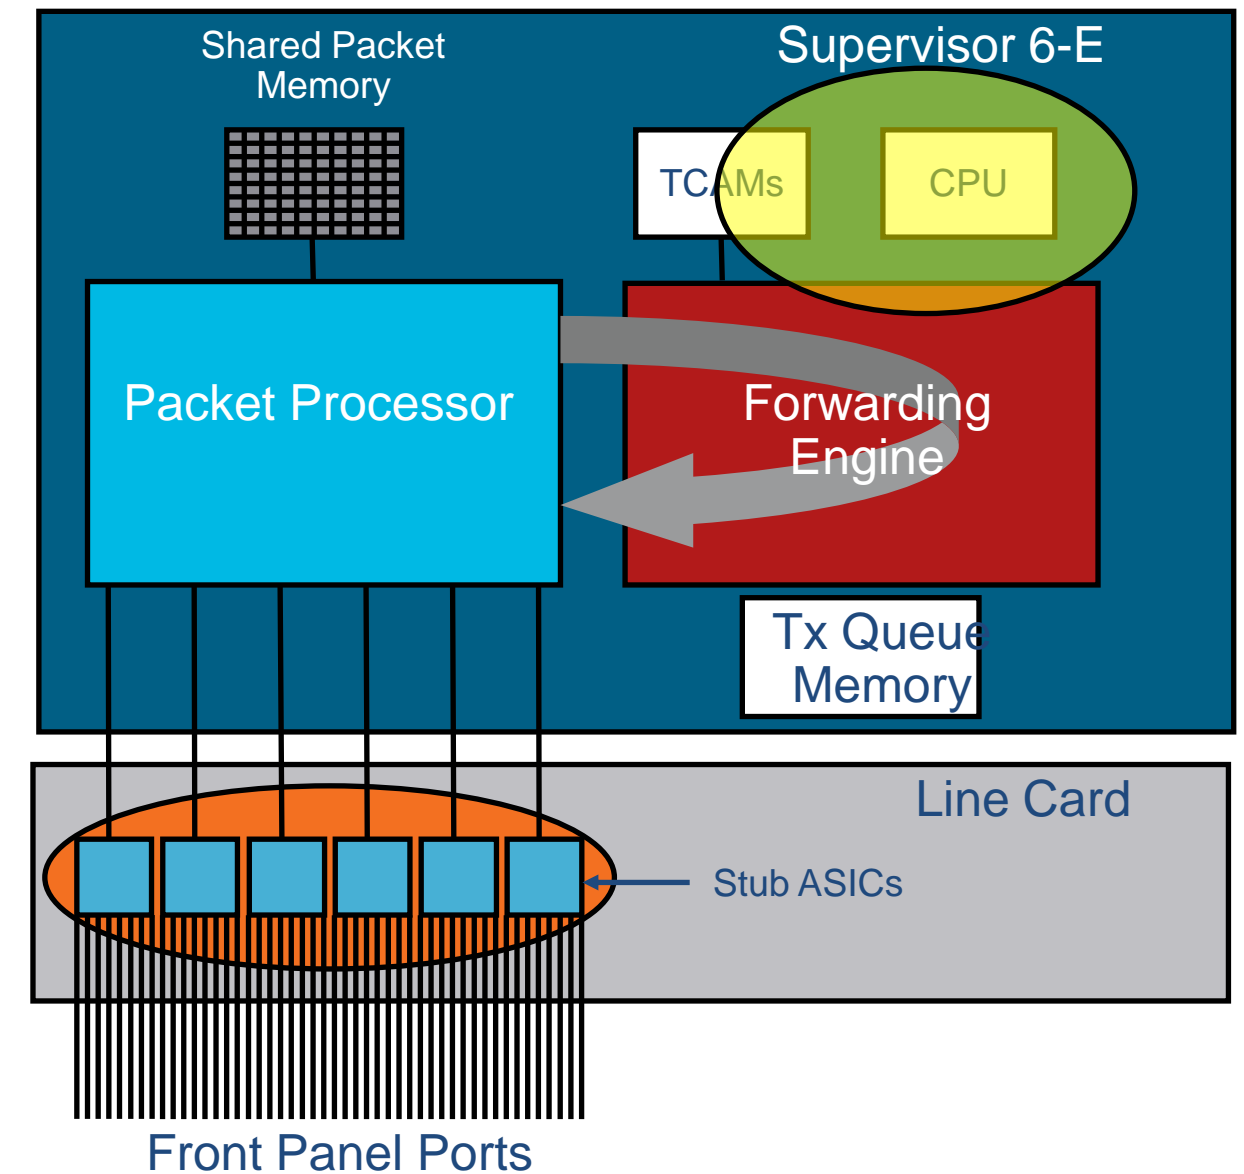 Shared Packet
Memory
Supervisor 6-E
TCAMs
CPU
Packet Processor
Forwarding
Engine
Tx Queue
Memory
Line Card
Stub ASICs
Front Panel Ports